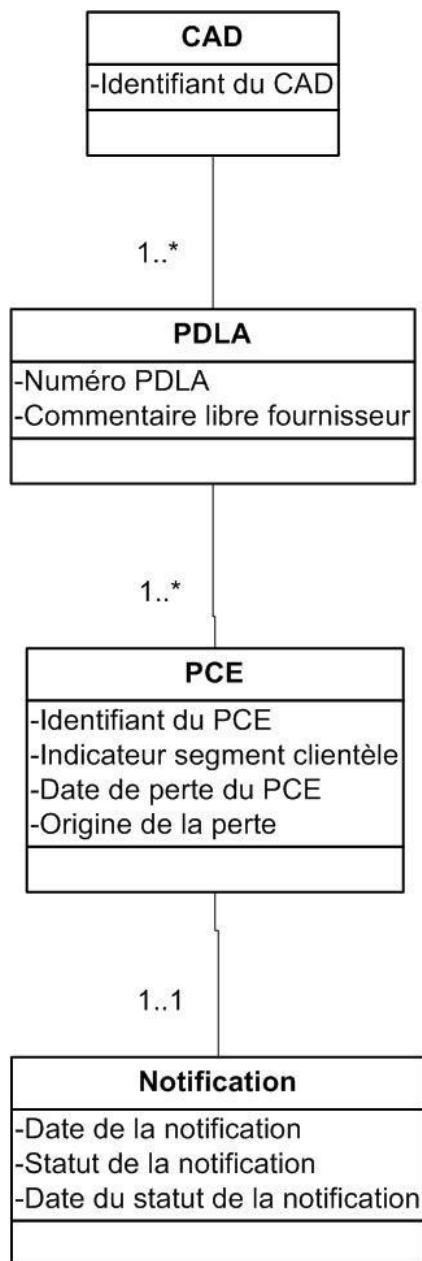 CAD
-Identifiant du CAD
1..*
PDLA
-Numéro PDLA
-Commentaire libre fournisseur
1..*
PCE
-Identifiant du PCE
-Indicateur segment clientèle
-Date de perte du PCE
-Origine de la perte
1..1
Notification
-Date de la notification
-Statut de la notification
-Date du statut de la notification